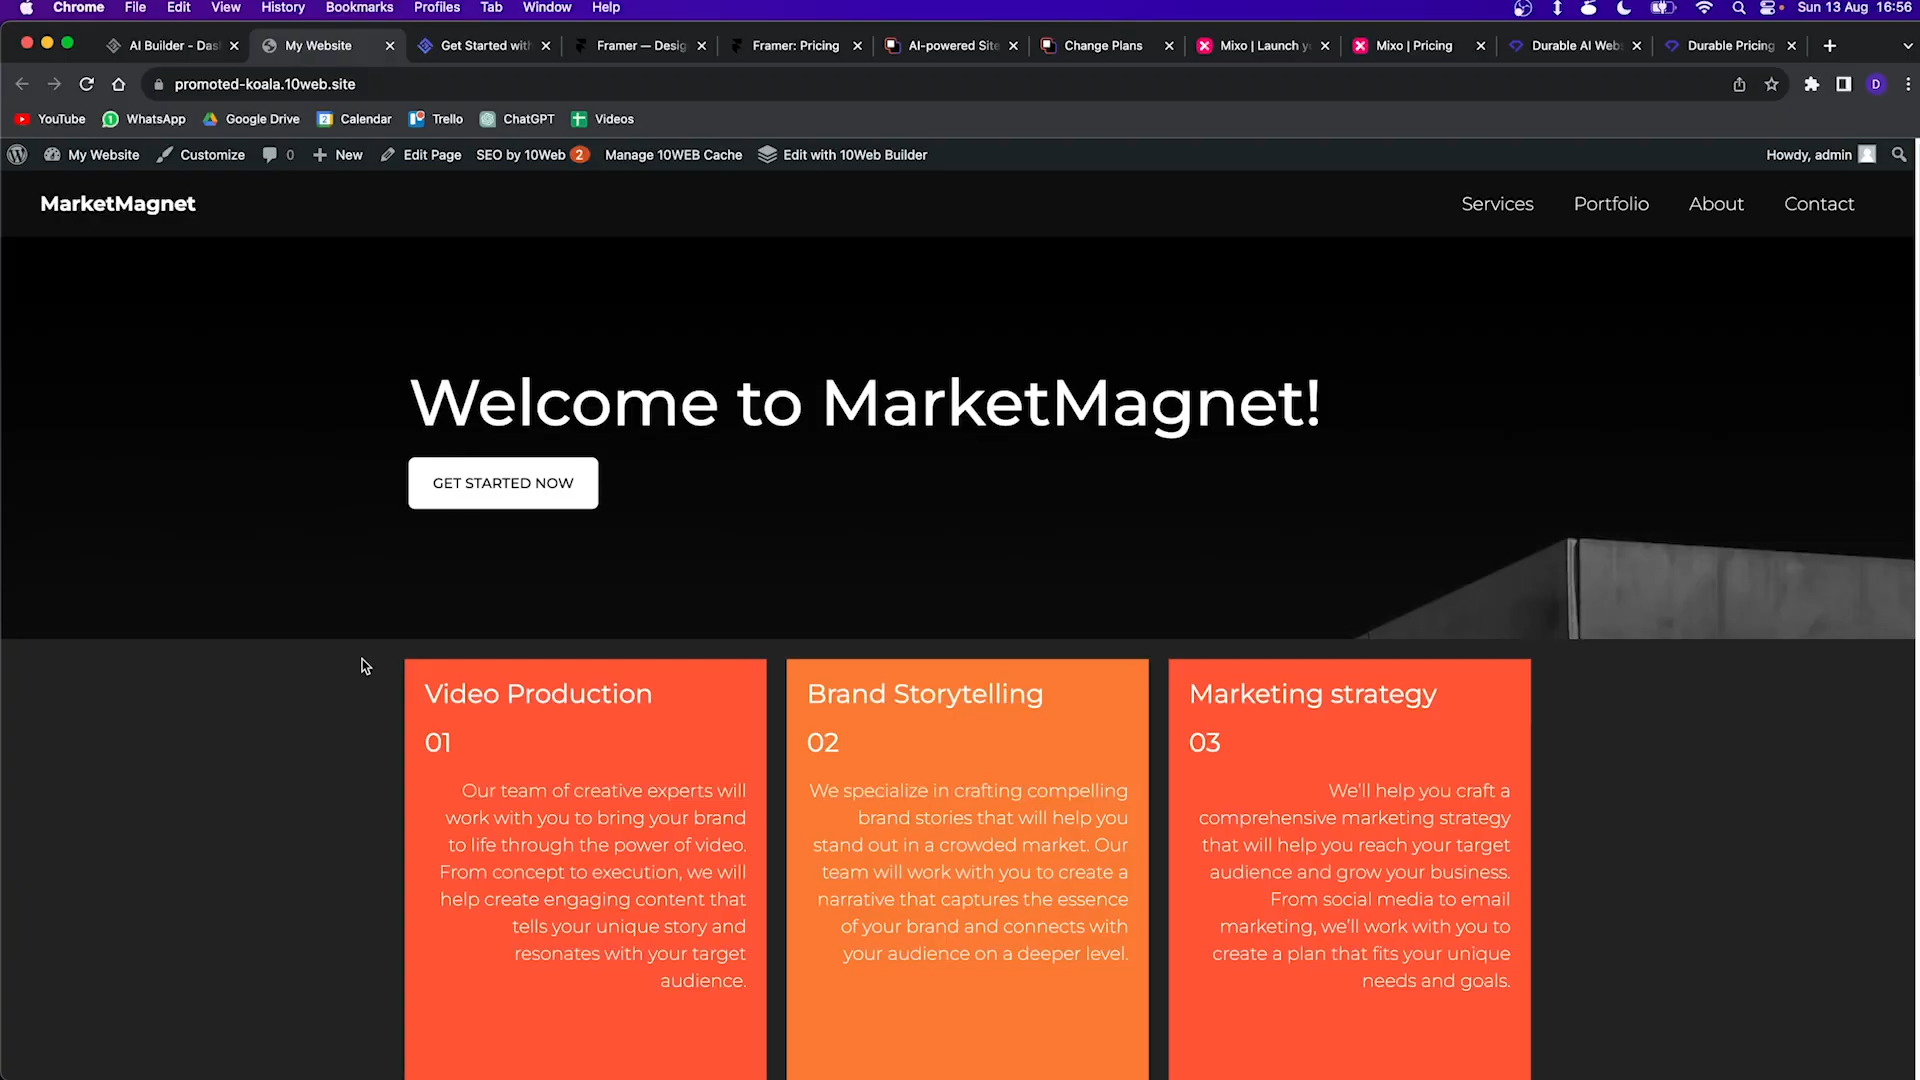 Chrome File Edit View History Bookmarks Profiles Tab Window Help Sun 13 Aug 16:56
AI Builder - Das My Website Get Started with Framer — Desig Framer: Pricing AI-powered Site Change Plans Mixo | Launch y Mixo | Pricing Durable AI Web Durable Pricing
promoted-koala.10web.site D
YouTube WhatsApp Google Drive Calendar Trello ChatGPT Videos
My Website Customize 0 New Edit Page SEO by 10Web 2 Manage 10WEB Cache Edit with 10Web Builder Howdy, admin
MarketMagnet Services Portfolio About Contact
Welcome to MarketMagnet!
GET STARTED NOW
Video Production
01
Our team of creative experts will
work with you to bring your brand
to life through the power of video.
From concept to execution, we will
help create engaging content that
tells your unique story and
resonates with your target
audience.
Brand Storytelling
02
We specialize in crafting compelling
brand stories that will help you
stand out in a crowded market. Our
team will work with you to create a
narrative that captures the essence
of your brand and connects with
your audience on a deeper level.
Marketing strategy
03
We'll help you craft a
comprehensive marketing strategy
that will help you reach your target
audience and grow your business.
From social media to email
marketing, we'll work with you to
create a plan that fits your unique
needs and goals.